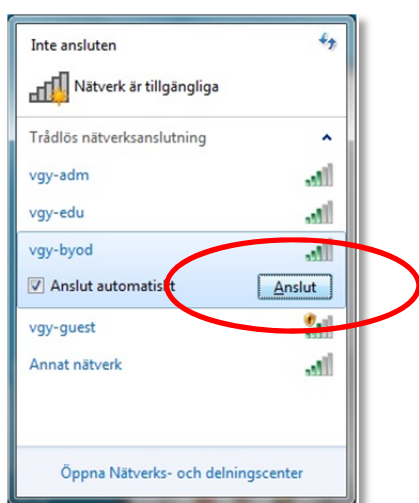 Inte ansluten
Nätverk är tillgängliga
Trådlös nätverksanslutning
vgy-adm
vgy-edu
vgy-byod
Anslut automatiskt Anslut
vgy-guest
Annat nätverk
Öppna Nätverks- och delningscenter